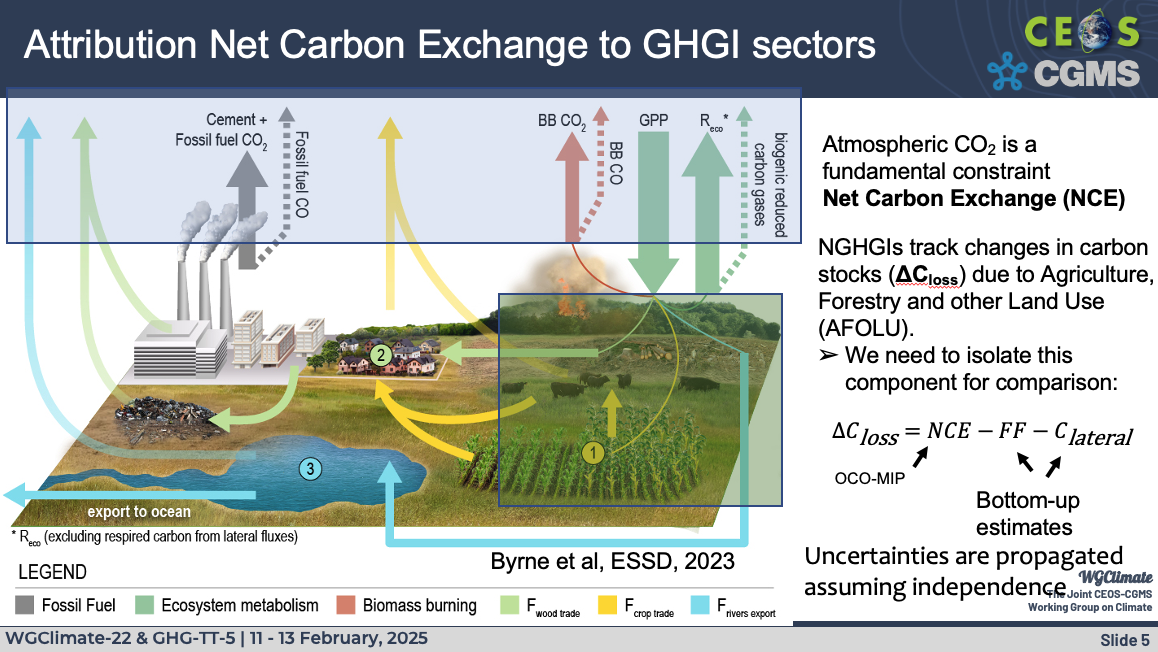 Attribution Net Carbon Exchange to GHGI sectors
CEOS
CGMS
Cement +
Fossil fuel CO2
Fossil fuel CO
BB CO2
BB CO
GPP
Reco*
biogenic reduced
carbon gases
1
2
3
export to ocean
* Reco (excluding respired carbon from lateral fluxes)
Byrne et al, ESSD, 2023
LEGEND
Fossil Fuel
Ecosystem metabolism
Biomass burning
Fwood trade
Fcrop trade
Frivers export
Atmospheric CO2 is a
fundamental constraint
Net Carbon Exchange (NCE)
NGHGIs track changes in carbon
stocks (ΔCloss) due to Agriculture,
Forestry and other Land Use
(AFOLU).
➢ We need to isolate this
component for comparison:
ΔCloss = NCE − FF − Clateral
OCO-MIP
Bottom-up
estimates
Uncertainties are propagated
assuming independence
WGClimate
The Joint CEOS-CGMS
Working Group on Climate
WGClimate-22 & GHG-TT-5 | 11 - 13 February, 2025
Slide 5